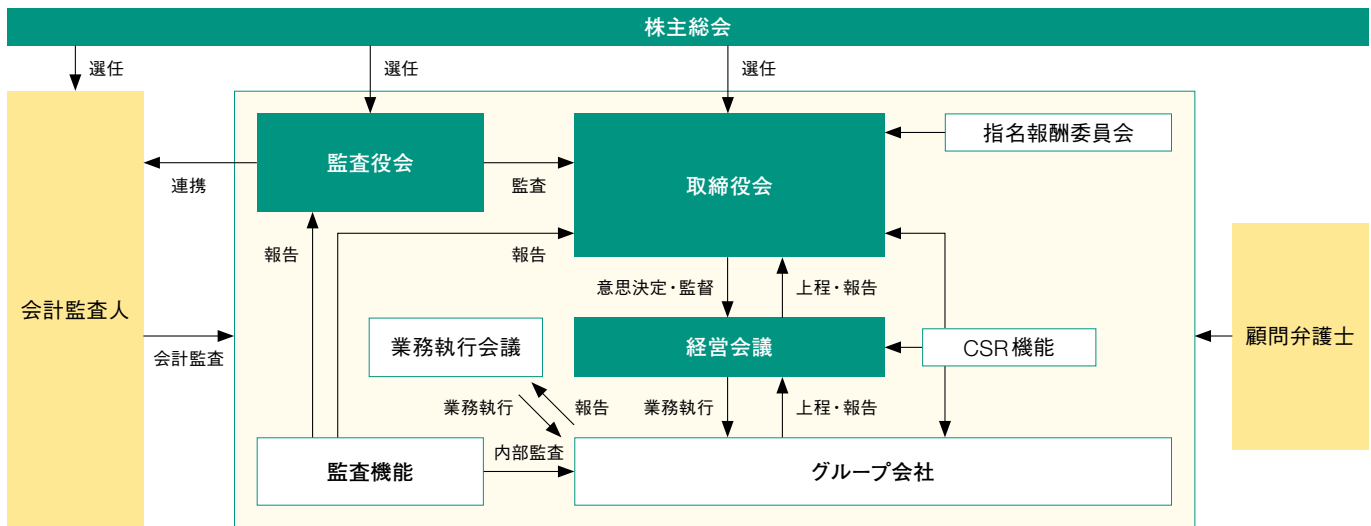 株主総会
選任
選任
選任
監査役会
取締役会
指名報酬委員会
連携
監査
報告
報告
会計監査人
意思決定・監督
上程・報告
顧問弁護士
業務執行会議
経営会議
CSR機能
会計監査
業務執行
報告
業務執行
上程・報告
監査機能
内部監査
グループ会社